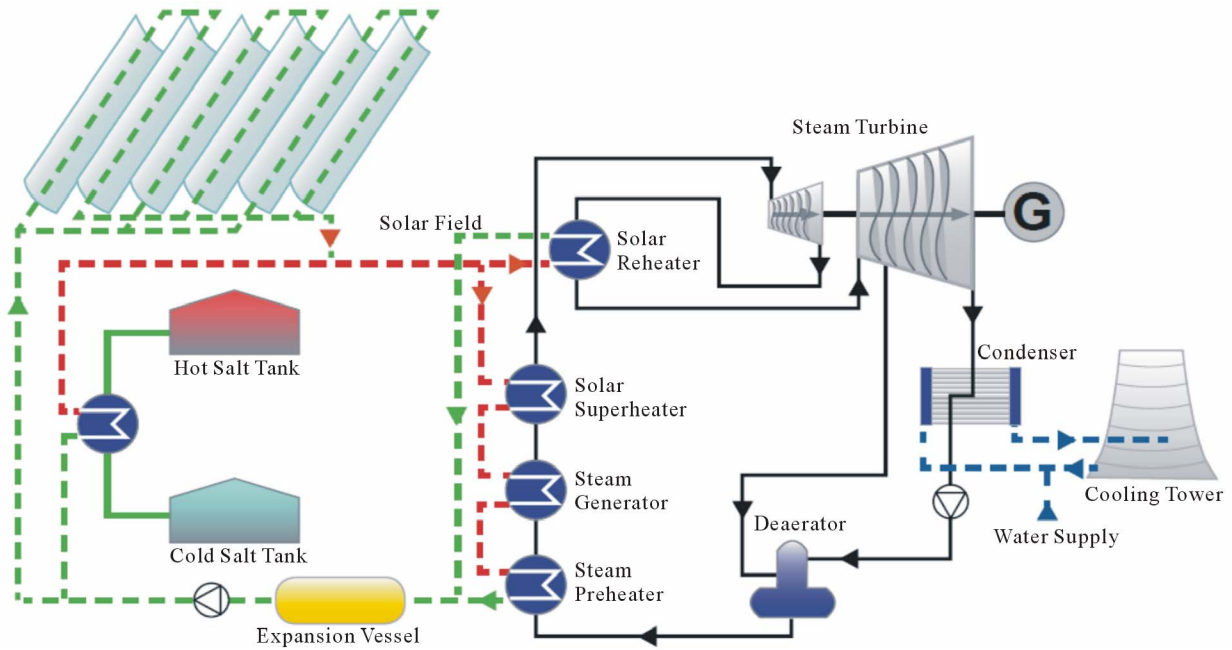 Steam Turbine
G
Solar Field
Solar
Reheater
Hot Salt Tank
Condenser
Solar
Superheater
Steam
Generator
Cooling Tower
Cold Salt Tank
Deaerator
Water Supply
Steam
Preheater
Expansion Vessel